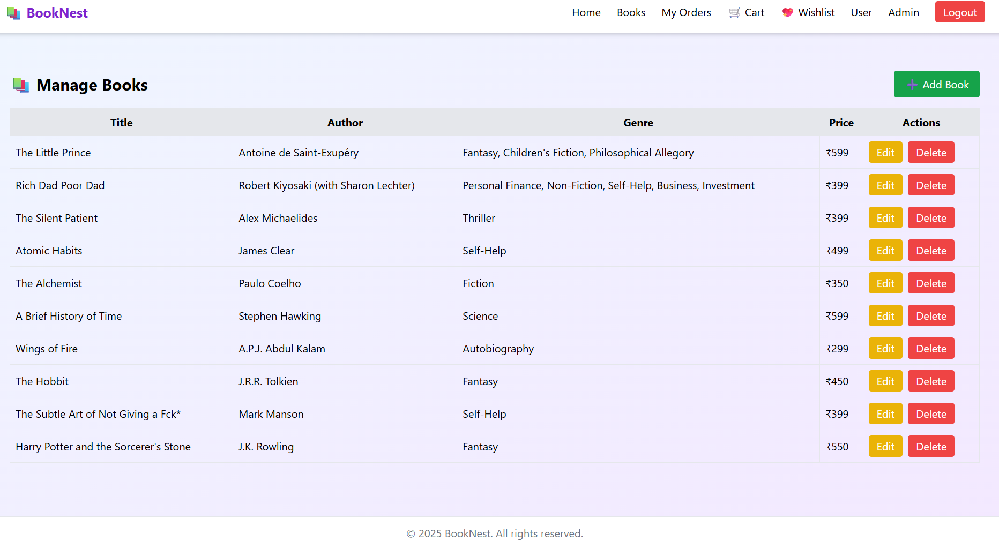 BookNest Home Books My Orders Cart Wishlist User Admin Logout
Manage Books Add Book
Title Author Genre Price Actions
The Little Prince Antoine de Saint-Exupéry Fantasy, Children's Fiction, Philosophical Allegory ₹599 Edit Delete
Rich Dad Poor Dad Robert Kiyosaki (with Sharon Lechter) Personal Finance, Non-Fiction, Self-Help, Business, Investment ₹399 Edit Delete
The Silent Patient Alex Michaelides Thriller ₹399 Edit Delete
Atomic Habits James Clear Self-Help ₹499 Edit Delete
The Alchemist Paulo Coelho Fiction ₹350 Edit Delete
A Brief History of Time Stephen Hawking Science ₹599 Edit Delete
Wings of Fire A.P.J. Abdul Kalam Autobiography ₹299 Edit Delete
The Hobbit J.R.R. Tolkien Fantasy ₹450 Edit Delete
The Subtle Art of Not Giving a Fck* Mark Manson Self-Help ₹399 Edit Delete
Harry Potter and the Sorcerer's Stone J.K. Rowling Fantasy ₹550 Edit Delete
© 2025 BookNest. All rights reserved.